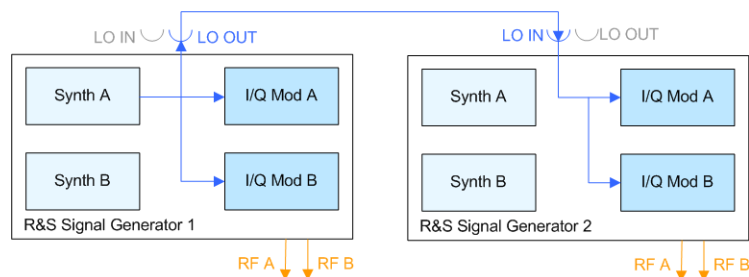 LO IN LO OUT
Synth A I/Q Mod A
Synth B I/Q Mod B
R&S Signal Generator 1
RF A RF B
LO IN LO OUT
Synth A I/Q Mod A
Synth B I/Q Mod B
R&S Signal Generator 2
RF A RF B